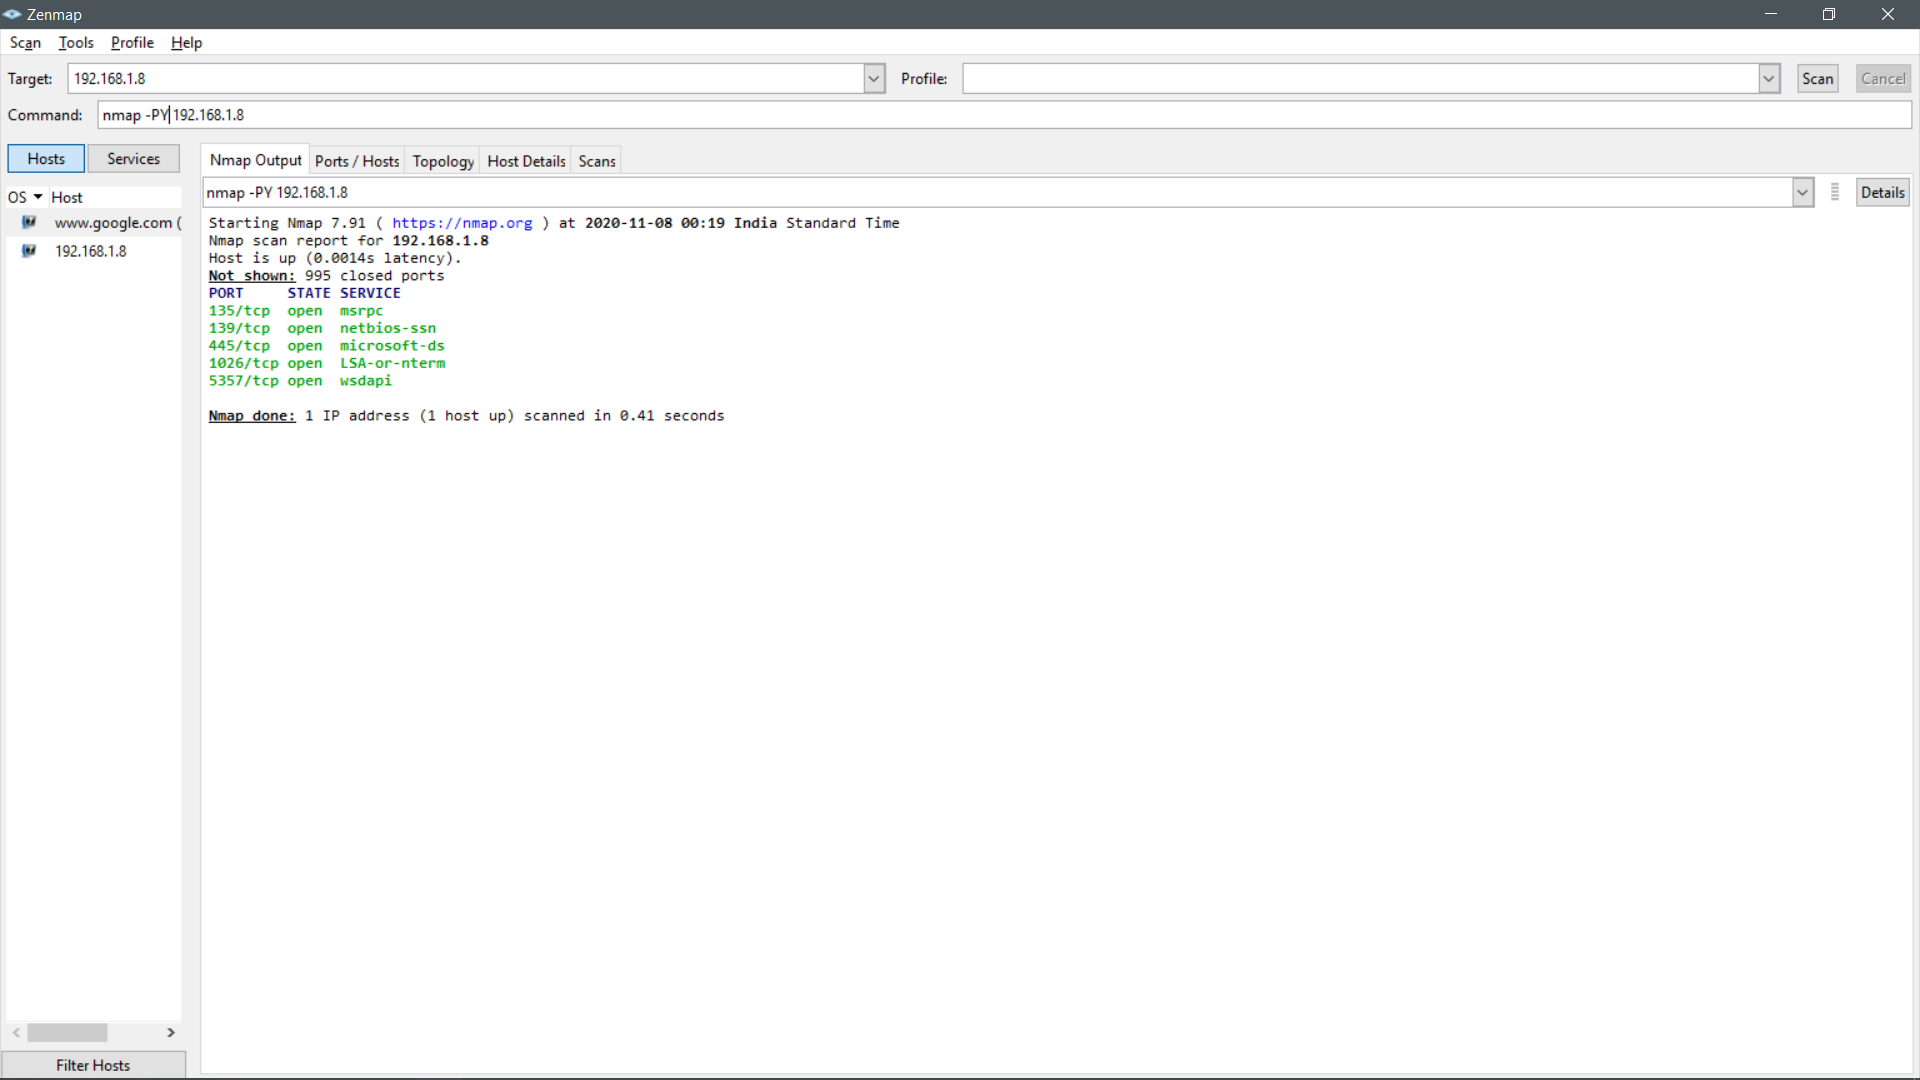 Zenmap
Scan Tools Profile Help
Target: 192.168.1.8 Profile: Scan Cancel
Command: nmap -PY 192.168.1.8
Hosts Services
Nmap Output Ports / Hosts Topology Host Details Scans
OS Host
nmap -PY 192.168.1.8 Details
www.google.com (
192.168.1.8
Starting Nmap 7.91 ( https://nmap.org ) at 2020-11-08 00:19 India Standard Time
Nmap scan report for 192.168.1.8
Host is up (0.0014s latency).
Not shown: 995 closed ports
PORT     STATE SERVICE
135/tcp  open  msrpc
139/tcp  open  netbios-ssn
445/tcp  open  microsoft-ds
1026/tcp open  LSA-or-nterm
5357/tcp open  wsdapi
Nmap done: 1 IP address (1 host up) scanned in 0.41 seconds
Filter Hosts